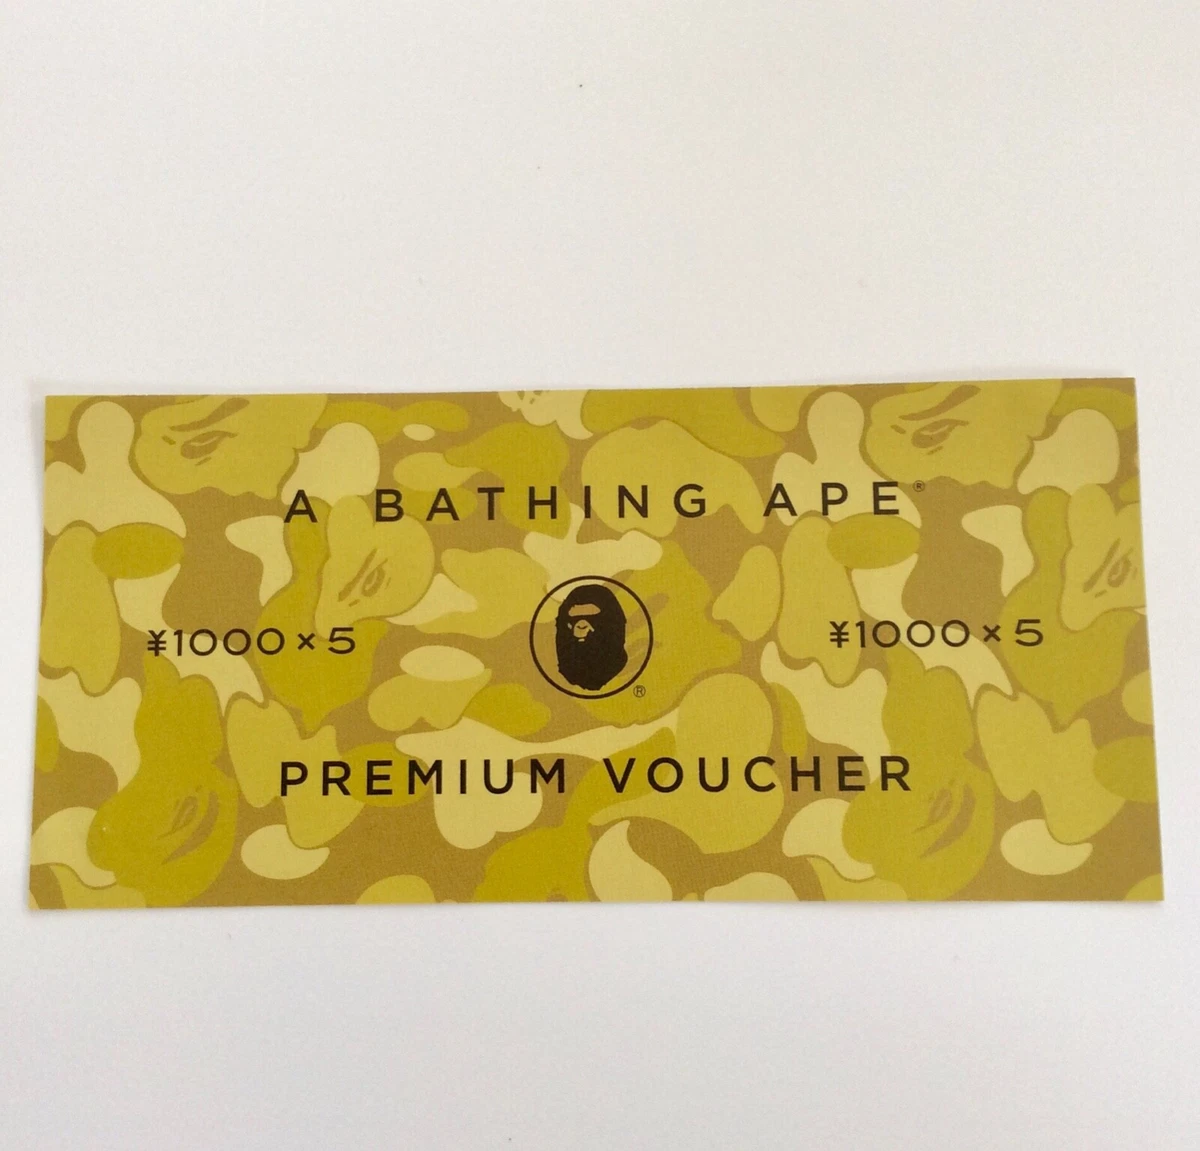 A BATHING APE®
¥1000×5
®
¥1000×5
PREMIUM VOUCHER